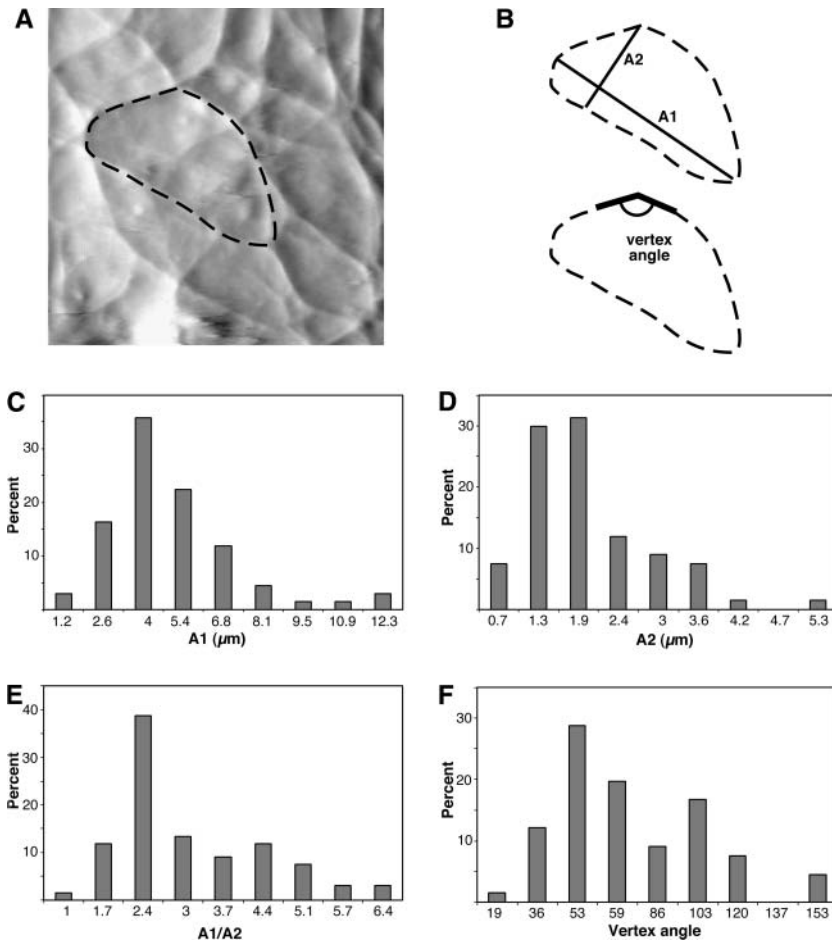 A
B
A2
A1
vertex
angle
C
Percent
30
20
10
1.2 2.6 4 5.4 6.8 8.1 9.5 10.9 12.3
A1 (µm)
D
Percent
30
20
10
0.7 1.3 1.9 2.4 3 3.6 4.2 4.7 5.3
A2 (µm)
E
Percent
40
30
20
10
1 1.7 2.4 3 3.7 4.4 5.1 5.7 6.4
A1/A2
F
Percent
30
20
10
19 36 53 59 86 103 120 137 153
Vertex angle